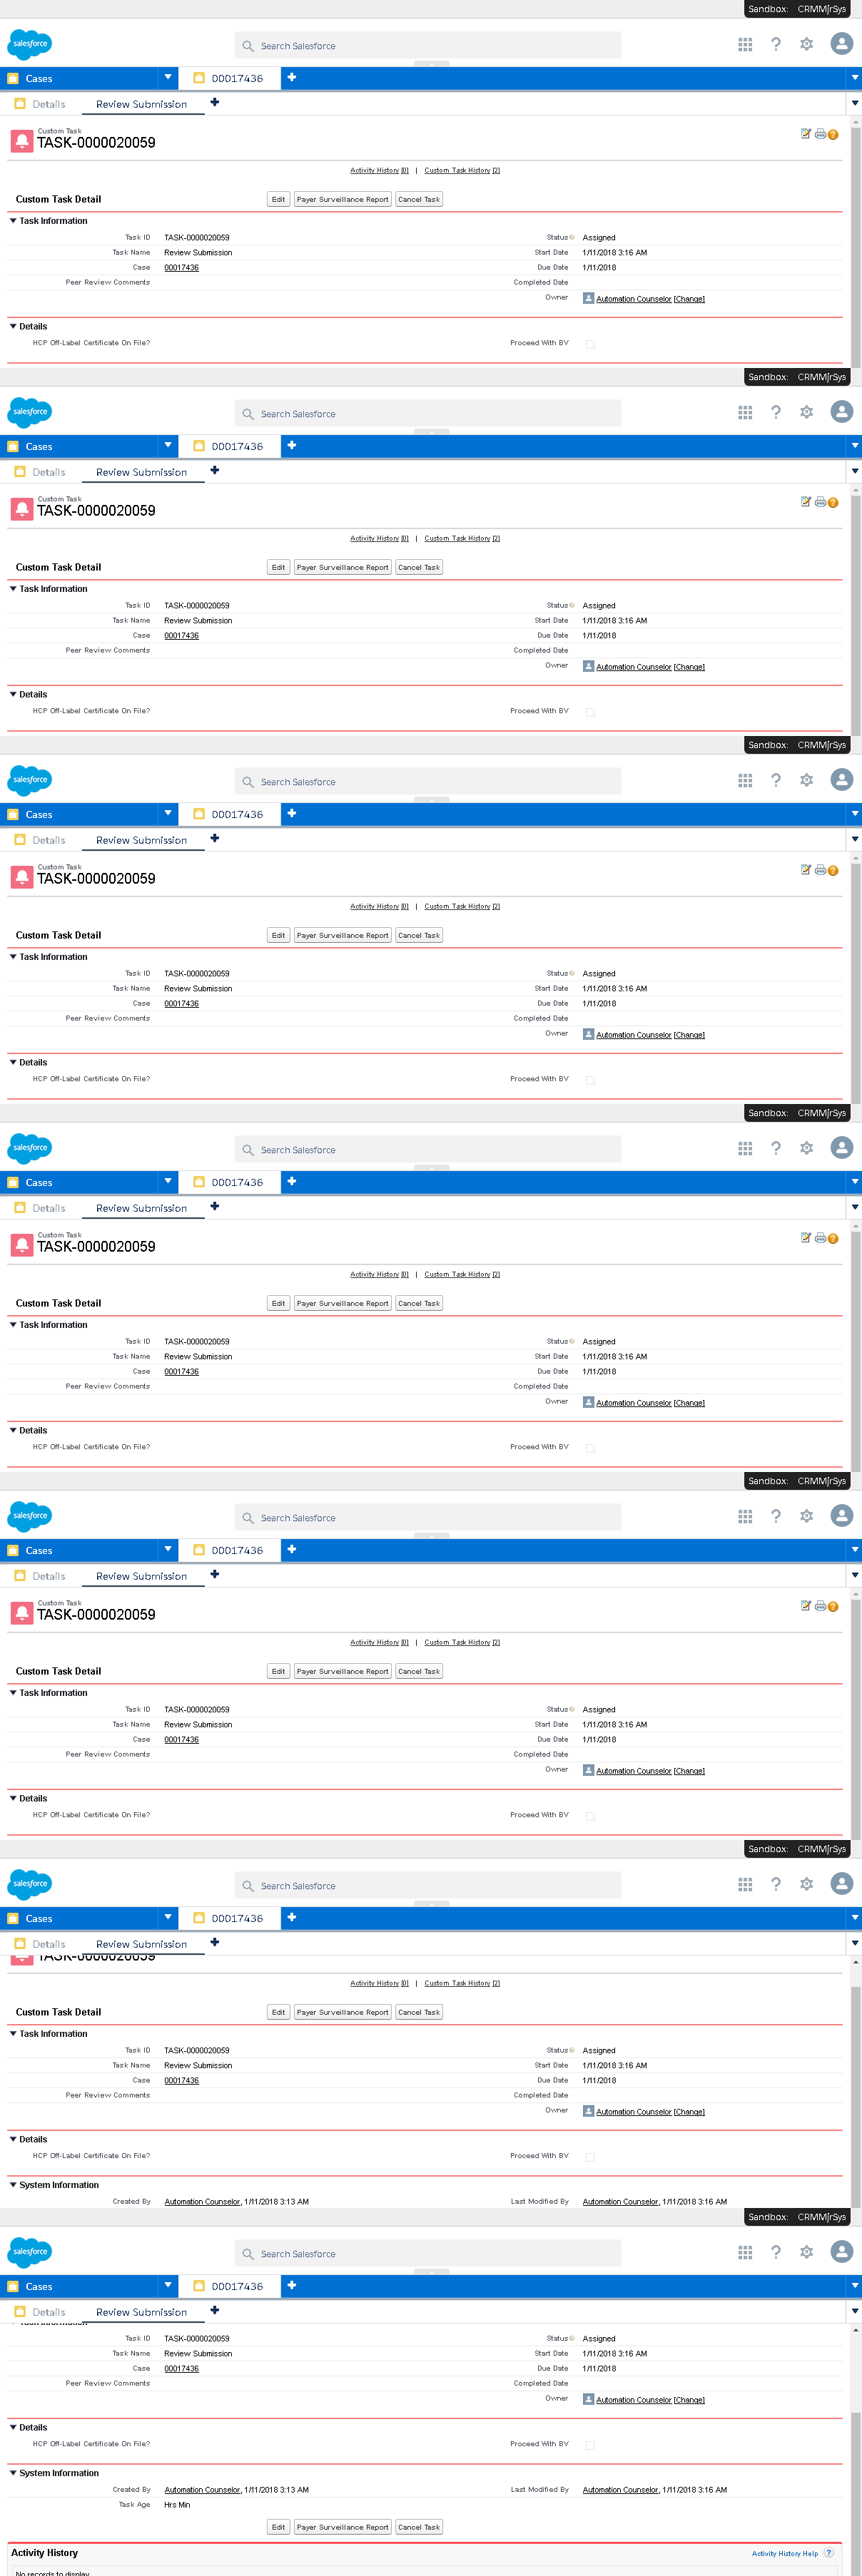 Sandbox: CRMMjrSys
salesforce Search Salesforce ?
Cases DDD17436
Details Review Submission
Custom Task
TASK-0000020059
Activity History [0] | Custom Task History [2]
Custom Task Detail Edit Payer Surveillance Report Cancel Task
Task Information
Task ID TASK-0000020059 Status Assigned
Task Name Review Submission Start Date 1/11/2018 3:16 AM
Case 00017436 Due Date 1/11/2018
Peer Review Comments Completed Date
Owner Automation Counselor [Change]
Details
HCP Off-Label Certificate On File? Proceed With BV
Sandbox: CRMMjrSys
salesforce Search Salesforce ?
Cases DDD17436
Details Review Submission
Custom Task
TASK-0000020059
Activity History [0] | Custom Task History [2]
Custom Task Detail Edit Payer Surveillance Report Cancel Task
Task Information
Task ID TASK-0000020059 Status Assigned
Task Name Review Submission Start Date 1/11/2018 3:16 AM
Case 00017436 Due Date 1/11/2018
Peer Review Comments Completed Date
Owner Automation Counselor [Change]
Details
HCP Off-Label Certificate On File? Proceed With BV
Sandbox: CRMMjrSys
salesforce Search Salesforce ?
Cases DDD17436
Details Review Submission
Custom Task
TASK-0000020059
Activity History [0] | Custom Task History [2]
Custom Task Detail Edit Payer Surveillance Report Cancel Task
Task Information
Task ID TASK-0000020059 Status Assigned
Task Name Review Submission Start Date 1/11/2018 3:16 AM
Case 00017436 Due Date 1/11/2018
Peer Review Comments Completed Date
Owner Automation Counselor [Change]
Details
HCP Off-Label Certificate On File? Proceed With BV
Sandbox: CRMMjrSys
salesforce Search Salesforce ?
Cases DDD17436
Details Review Submission
Custom Task
TASK-0000020059
Activity History [0] | Custom Task History [2]
Custom Task Detail Edit Payer Surveillance Report Cancel Task
Task Information
Task ID TASK-0000020059 Status Assigned
Task Name Review Submission Start Date 1/11/2018 3:16 AM
Case 00017436 Due Date 1/11/2018
Peer Review Comments Completed Date
Owner Automation Counselor [Change]
Details
HCP Off-Label Certificate On File? Proceed With BV
Sandbox: CRMMjrSys
salesforce Search Salesforce ?
Cases DDD17436
Details Review Submission
Custom Task
TASK-0000020059
Activity History [0] | Custom Task History [2]
Custom Task Detail Edit Payer Surveillance Report Cancel Task
Task Information
Task ID TASK-0000020059 Status Assigned
Task Name Review Submission Start Date 1/11/2018 3:16 AM
Case 00017436 Due Date 1/11/2018
Peer Review Comments Completed Date
Owner Automation Counselor [Change]
Details
HCP Off-Label Certificate On File? Proceed With BV
Sandbox: CRMMjrSys
salesforce Search Salesforce ?
Cases DDD17436
Details Review Submission
TASK-0000020059
Activity History [0] | Custom Task History [2]
Custom Task Detail Edit Payer Surveillance Report Cancel Task
Task Information
Task ID TASK-0000020059 Status Assigned
Task Name Review Submission Start Date 1/11/2018 3:16 AM
Case 00017436 Due Date 1/11/2018
Peer Review Comments Completed Date
Owner Automation Counselor [Change]
Details
HCP Off-Label Certificate On File? Proceed With BV
System Information
Created By Automation Counselor, 1/11/2018 3:13 AM Last Modified By Automation Counselor, 1/11/2018 3:16 AM
Sandbox: CRMMjrSys
salesforce Search Salesforce ?
Cases DDD17436
Details Review Submission
Task Information
Task ID TASK-0000020059 Status Assigned
Task Name Review Submission Start Date 1/11/2018 3:16 AM
Case 00017436 Due Date 1/11/2018
Peer Review Comments Completed Date
Owner Automation Counselor [Change]
Details
HCP Off-Label Certificate On File? Proceed With BV
System Information
Created By Automation Counselor, 1/11/2018 3:13 AM Last Modified By Automation Counselor, 1/11/2018 3:16 AM
Task Age Hrs Min
Edit Payer Surveillance Report Cancel Task
Activity History Activity History Help ?
No records to display